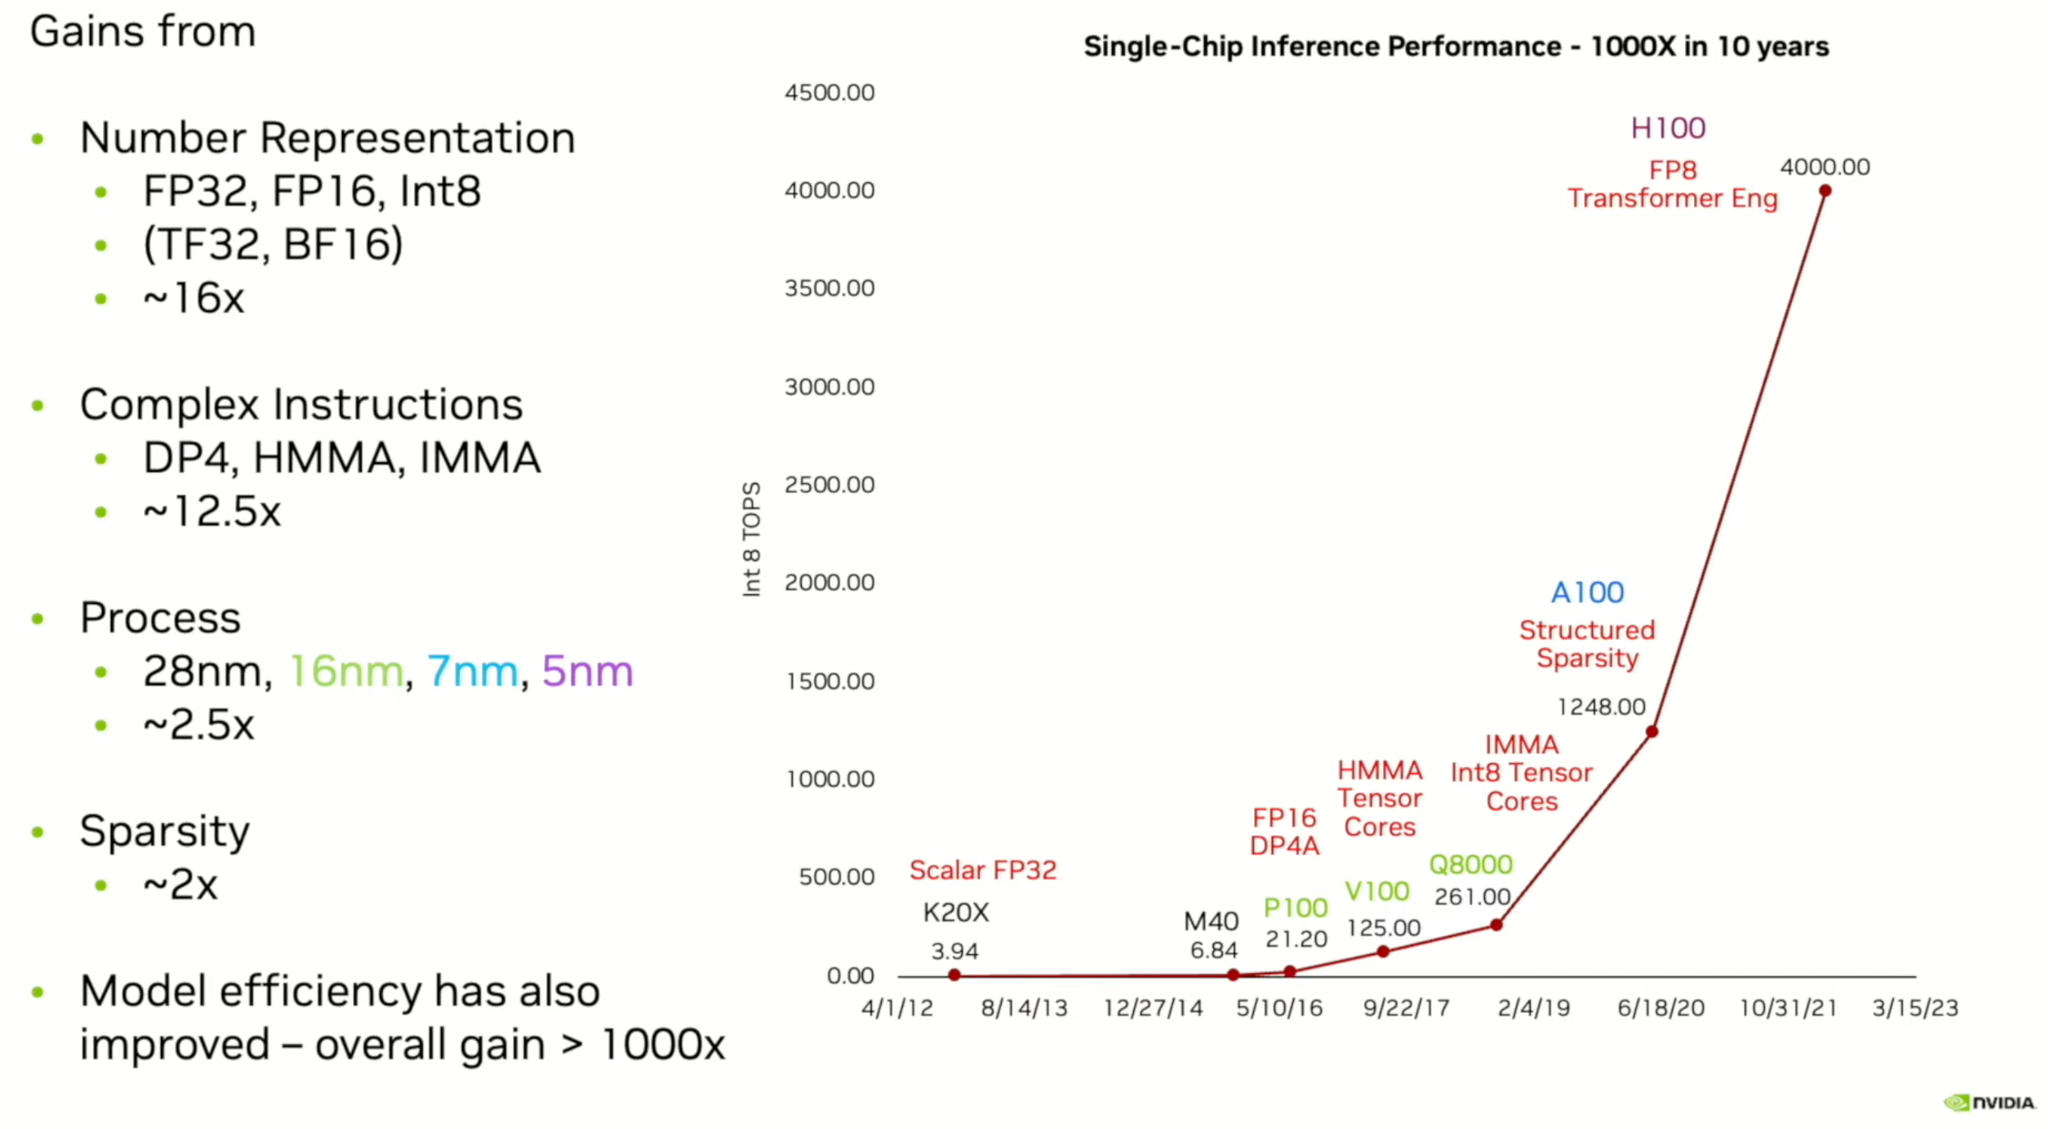 Gains from
Number Representation
FP32, FP16, Int8
(TF32, BF16)
~16x
Complex Instructions
DP4, HMMA, IMMA
~12.5x
Process
28nm, 16nm, 7nm, 5nm
~2.5x
Sparsity
~2x
Model efficiency has also
improved – overall gain > 1000x
Single-Chip Inference Performance - 1000X in 10 years
Int 8 TOPS
4500.00
4000.00
3500.00
3000.00
2500.00
2000.00
1500.00
1000.00
500.00
0.00
4/1/12
8/14/13
12/27/14
5/10/16
9/22/17
2/4/19
6/18/20
10/31/21
3/15/23
Scalar FP32
K20X
3.94
M40
6.84
FP16
DP4A
P100
21.20
HMMA
Tensor
Cores
V100
125.00
IMMA
Int8 Tensor
Cores
Q8000
261.00
A100
Structured
Sparsity
1248.00
H100
FP8
Transformer Eng
4000.00
NVIDIA